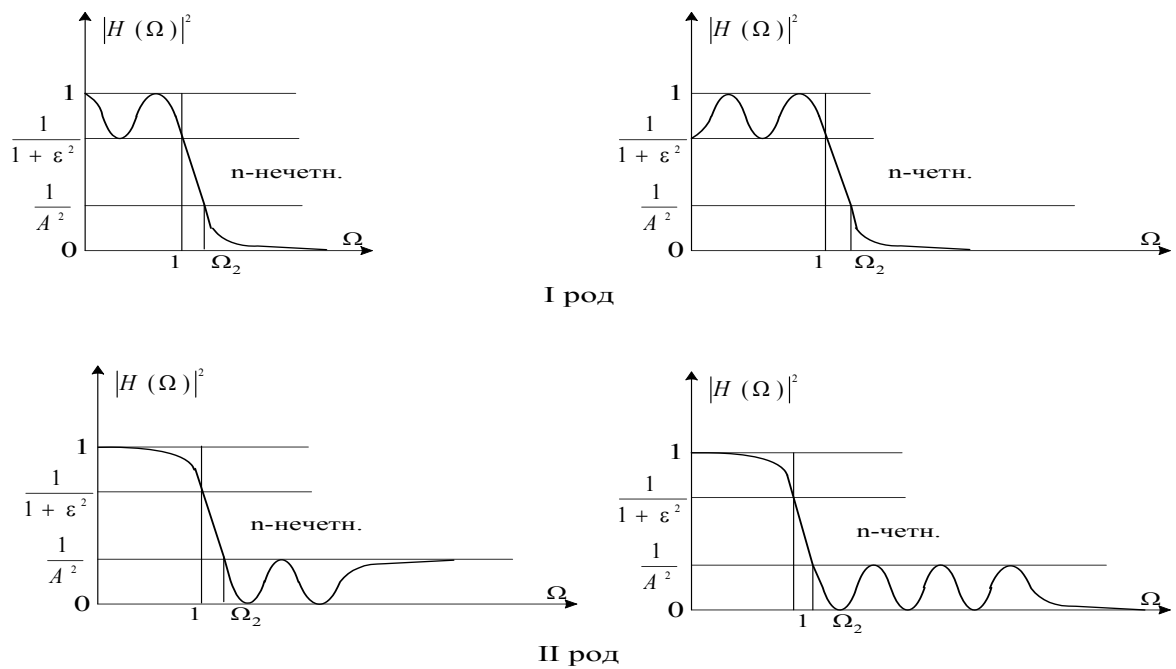 |H (Ω)|²
1
1
1 + ε²
n-нечетн.
1
A²
0
1
Ω₂
Ω
|H (Ω)|²
1
1
1 + ε²
n-четн.
1
A²
0
1
Ω₂
Ω
I род
|H (Ω)|²
1
1
1 + ε²
n-нечетн.
1
A²
0
1
Ω₂
Ω
|H (Ω)|²
1
1
1 + ε²
n-четн.
1
A²
0
1
Ω₂
Ω
II род